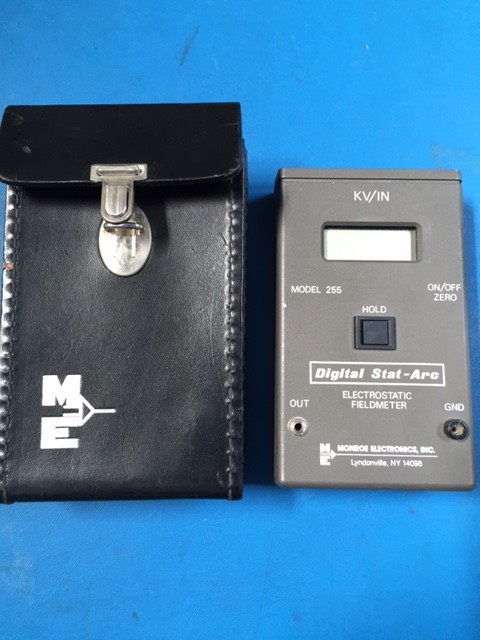 KV/IN
MODEL 255
ON/OFF
ZERO
HOLD
Digital Stat-Arc
ELECTROSTATIC
FIELDMETER
OUT
GND
ME
MONROE ELECTRONICS, INC.
Lyndonville, NY 14098
M
E